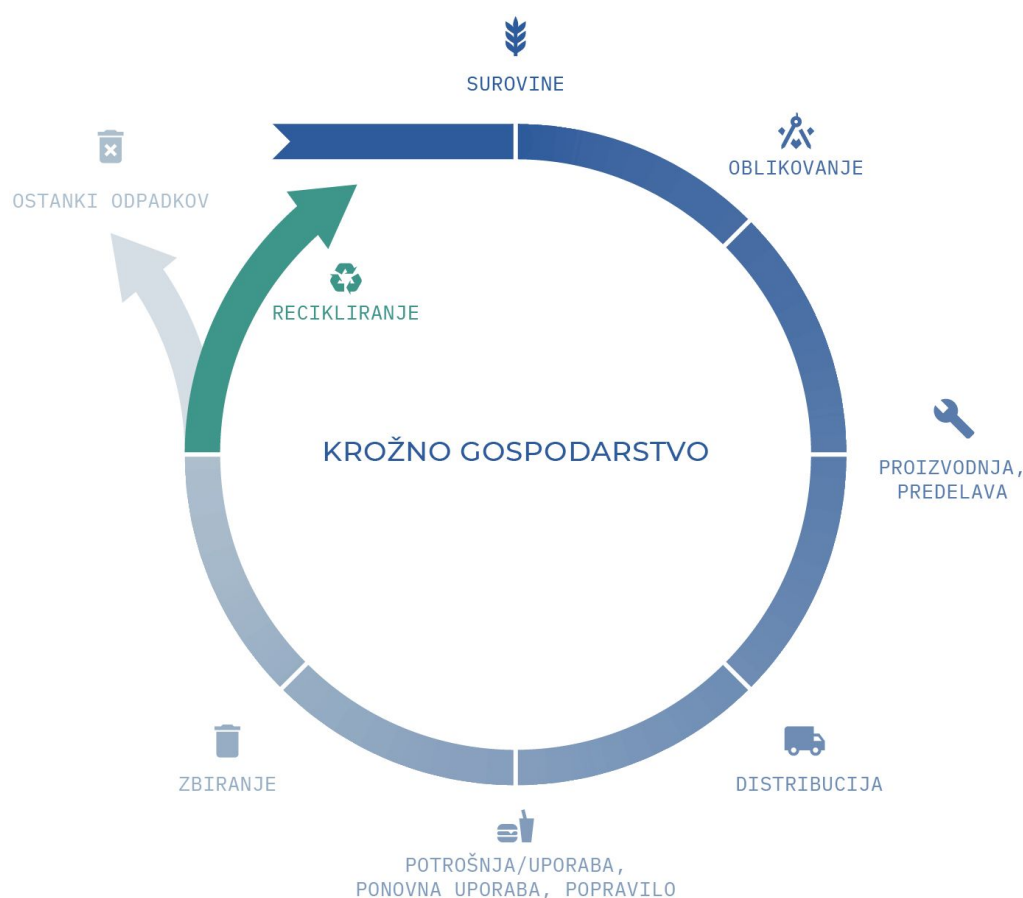 SUROVINE
OBLIKOVANJE
OSTANKI ODPADKOV
RECIKLIRANJE
KROŽNO GOSPODARSTVO
PROIZVODNJA,
PREDELAVA
ZBIRANJE
DISTRIBUCIJA
POTROŠNJA/UPORABA,
PONOVNA UPORABA, POPRAVILO